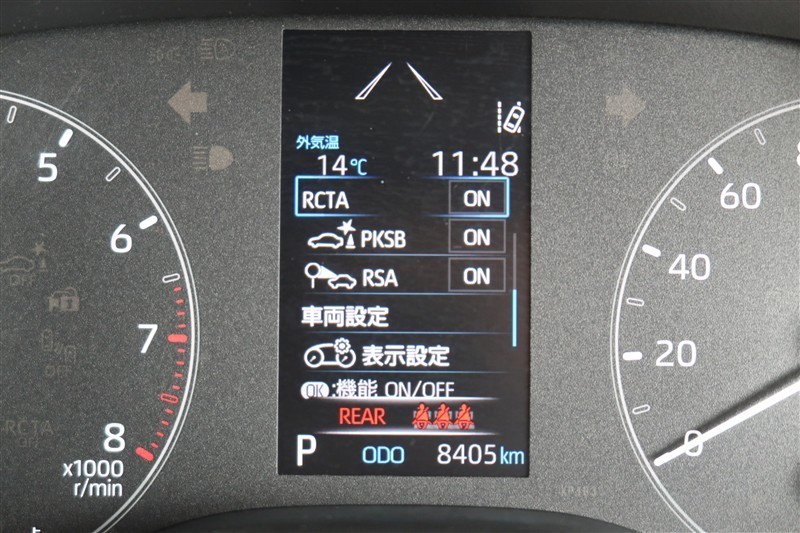 外気温
14℃ 11:48
RCTA ON
PKSB ON
RSA ON
車両設定
表示設定
OK:機能 ON/OFF
REAR
P ODO 8405 km
5
6
7
8
x1000
r/min
60
40
20
0
RCTA
OFF